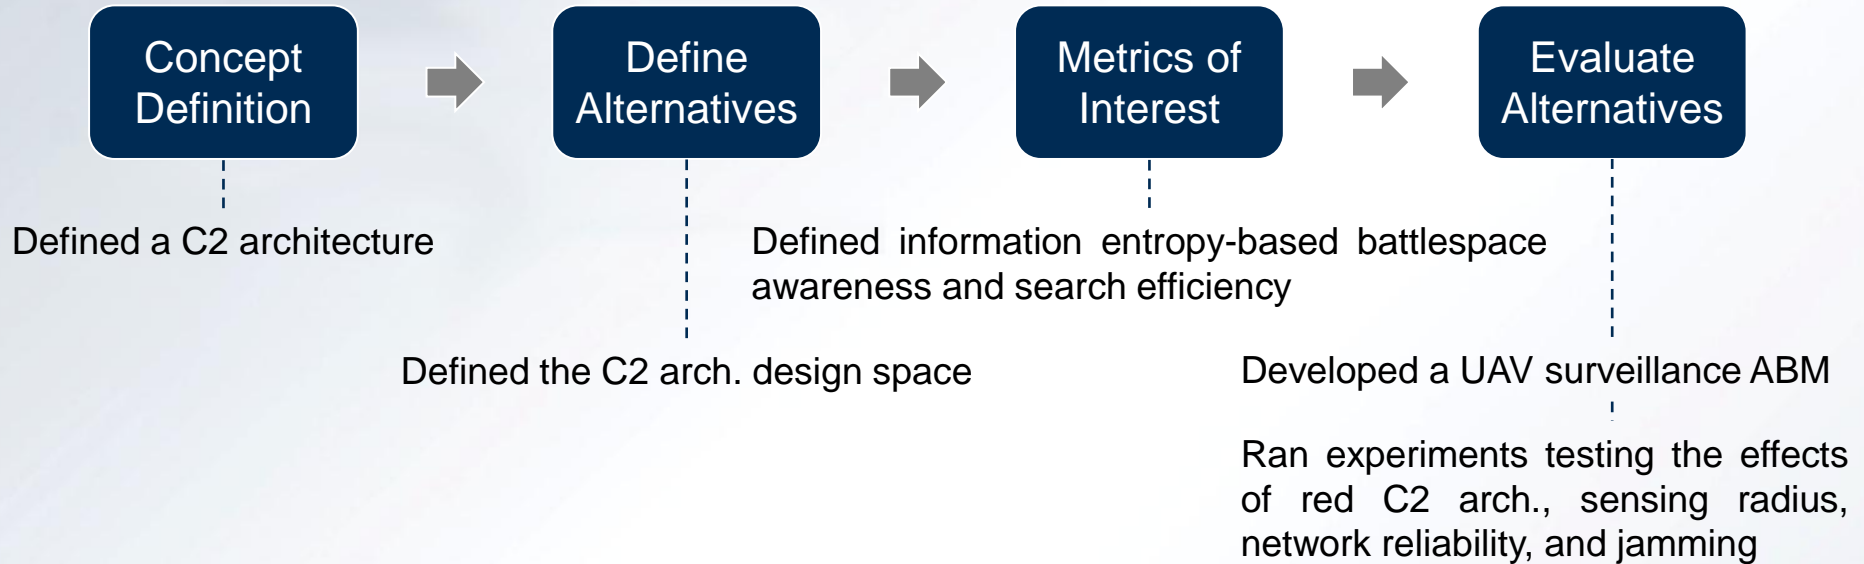 Concept
Definition
Define
Alternatives
Metrics of
Interest
Evaluate
Alternatives
Defined a C2 architecture
Defined information entropy-based battlespace
awareness and search efficiency
Defined the C2 arch. design space
Developed a UAV surveillance ABM
Ran experiments testing the effects
of red C2 arch., sensing radius,
network reliability, and jamming